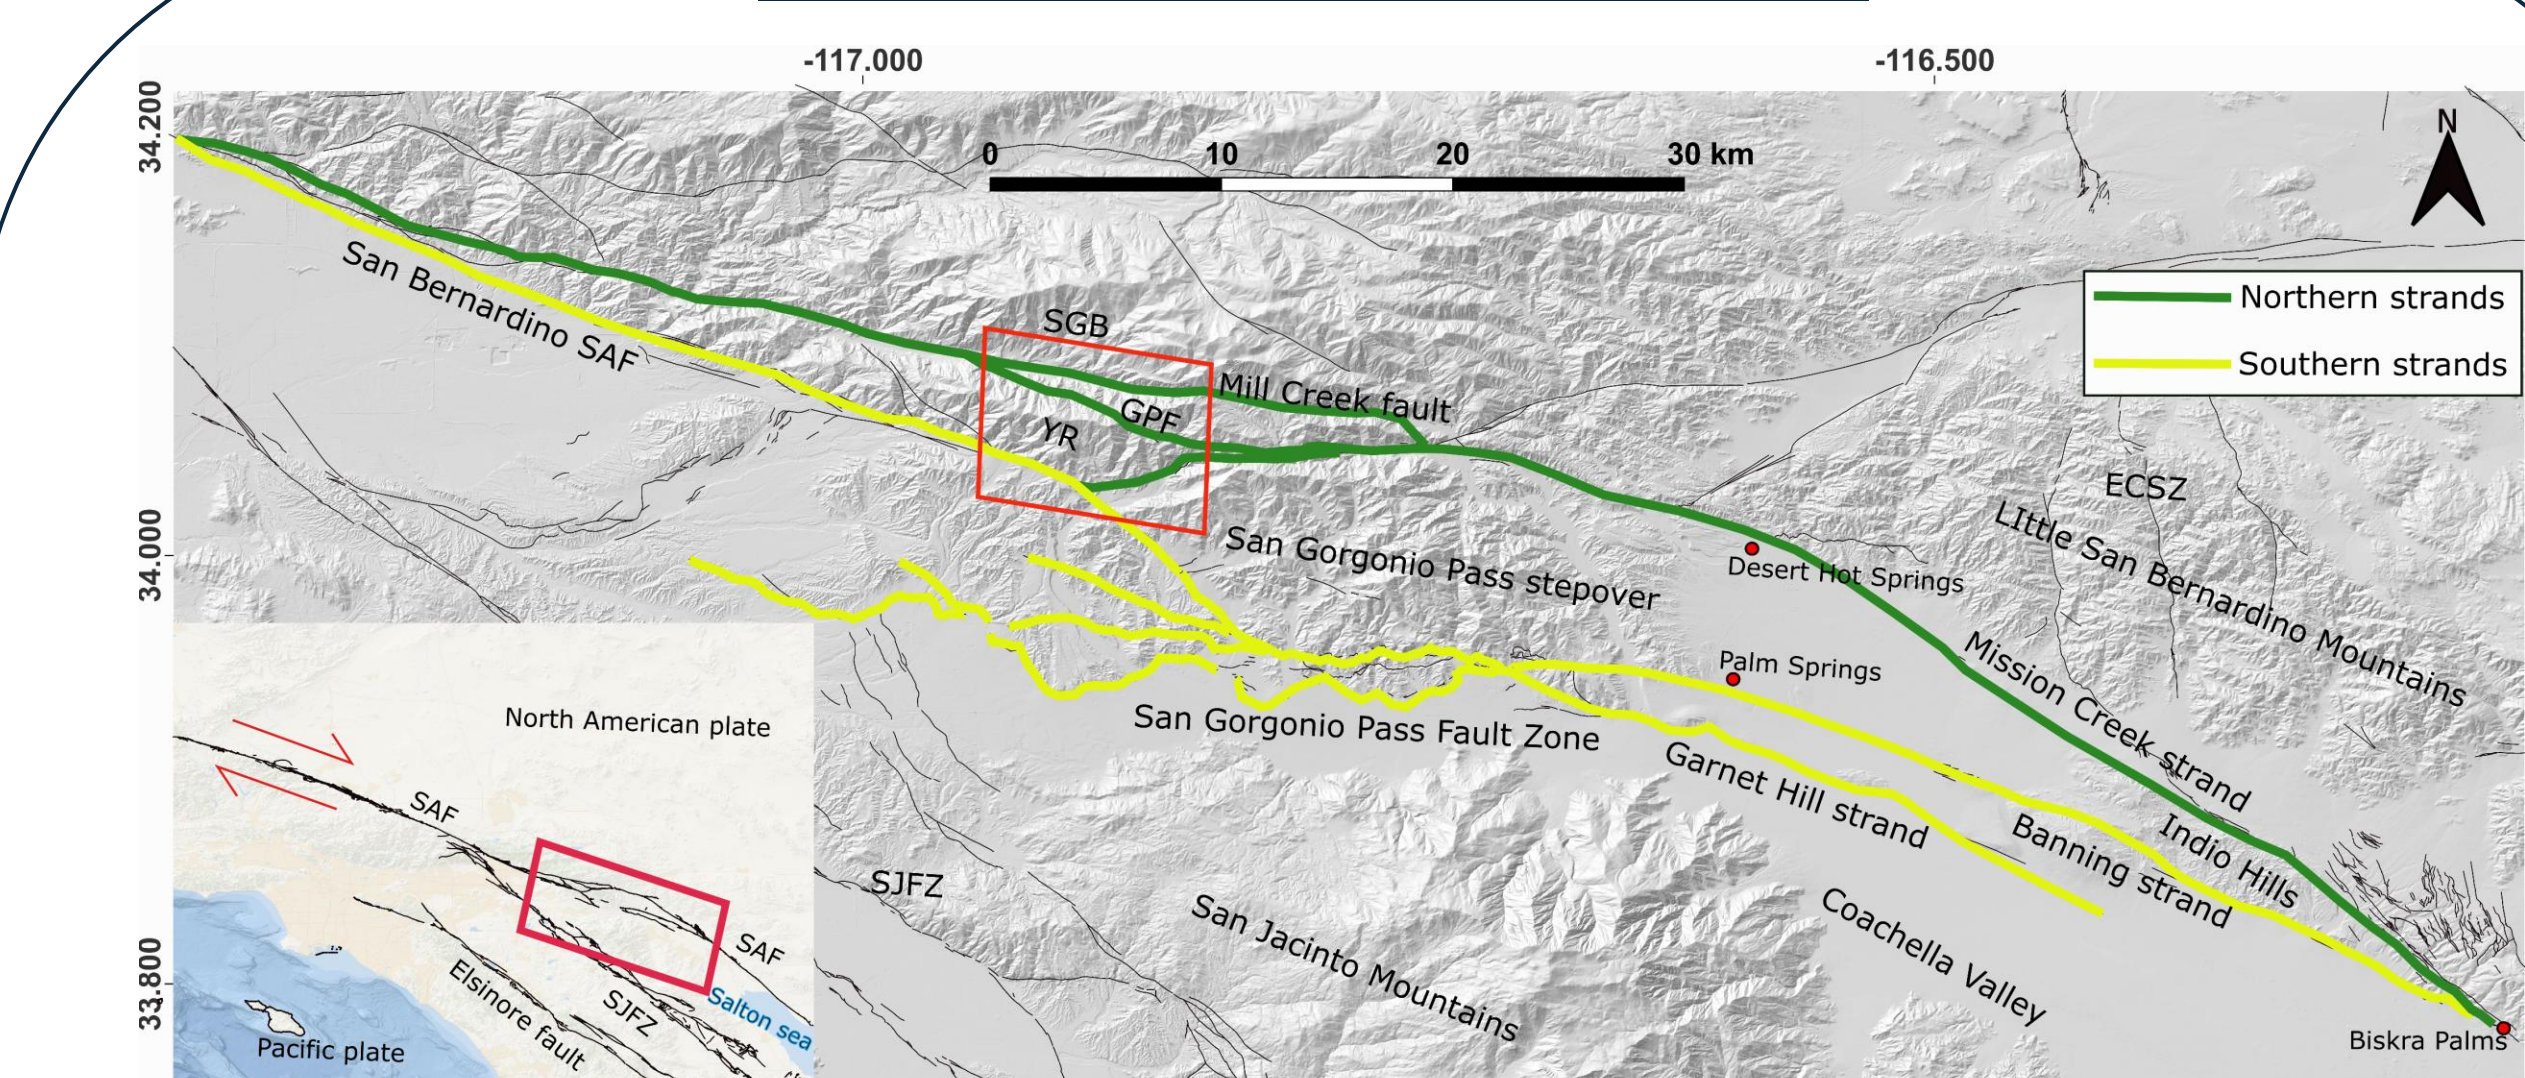 -117.000
-116.500
34.200
N
0 10 20 30 km
San Bernardino SAF
Northern strands
Southern strands
SGB
Mill Creek fault
GPF
YR
ECSZ
LIttle San Bernardino Mountains
34.000
San Gorgonio Pass stepover
Desert Hot Springs
Palm Springs
Mission Creek strand
San Gorgonio Pass Fault Zone
Garnet Hill strand
Banning strand
Indio Hills
North American plate
SAF
SJFZ
San Jacinto Mountains
Coachella Valley
SAF
33.800
Elsinore fault
SJFZ
Salton sea
Pacific plate
Biskra Palms